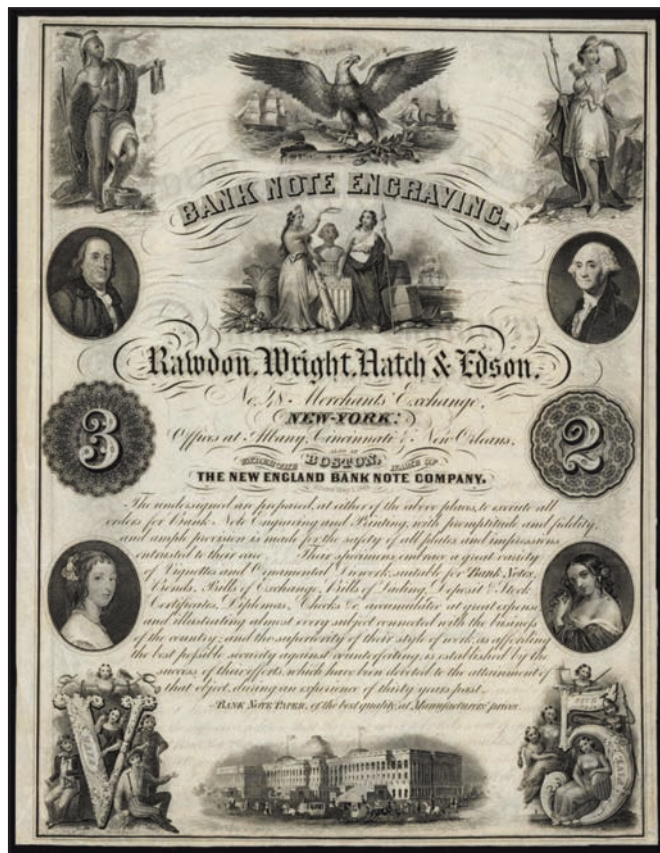 BANK NOTE ENGRAVING.
Rawdon, Wright, Hatch & Edson.
Merchants' Exchange,
NEW-YORK.
Offices at Albany, Cincinnati & New Orleans,
ALSO AT
UNDER THE BOSTON, NAME OF
THE NEW ENGLAND BANK NOTE COMPANY.
3
2
The undersigned are prepared, at either of the above places, to execute all
orders for Bank Note Engraving and Printing, with promptitude and fidelity,
and ample provision is made for the safety of all plates and impressions
entrusted to their care. Their specimens embrace a great variety
of Vignettes and Ornamental Diework, suitable for Bank Notes,
Bonds, Bills of Exchange, Bills of Lading, Deposit & Stock
Certificates, Diplomas, Checks &c, accumulated at great expense
and illustrating almost every subject connected with the business
of the country; and the superiority of their style of work, as affording
the best possible security against counterfeiting, is established by the
success of their efforts, which have been devoted to the attainment of
that object, during an experience of thirty years past.
BANK NOTE PAPER, of the best quality, at Manufacturers' prices.
V
5